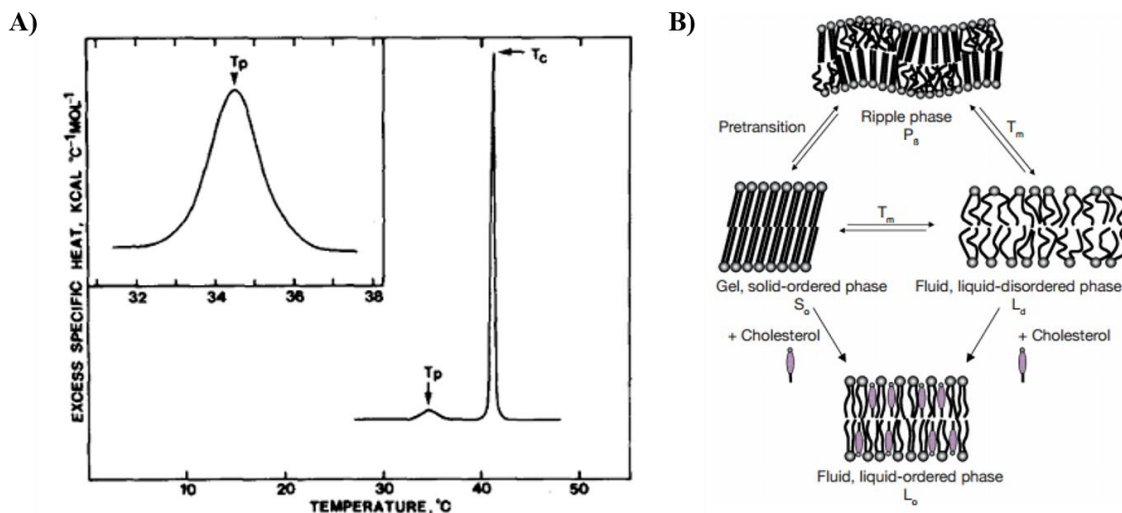 A)
EXCESS SPECIFIC HEAT, KCAL °C⁻¹MOL⁻¹
Tp
32 34 36 38
Tc
Tp
10 20 30 40 50
TEMPERATURE, °C
B)
Ripple phase
Pß
Pretransition
Tm
Tm
Gel, solid-ordered phase
So
Fluid, liquid-disordered phase
Ld
+ Cholesterol
+ Cholesterol
Fluid, liquid-ordered phase
Lo